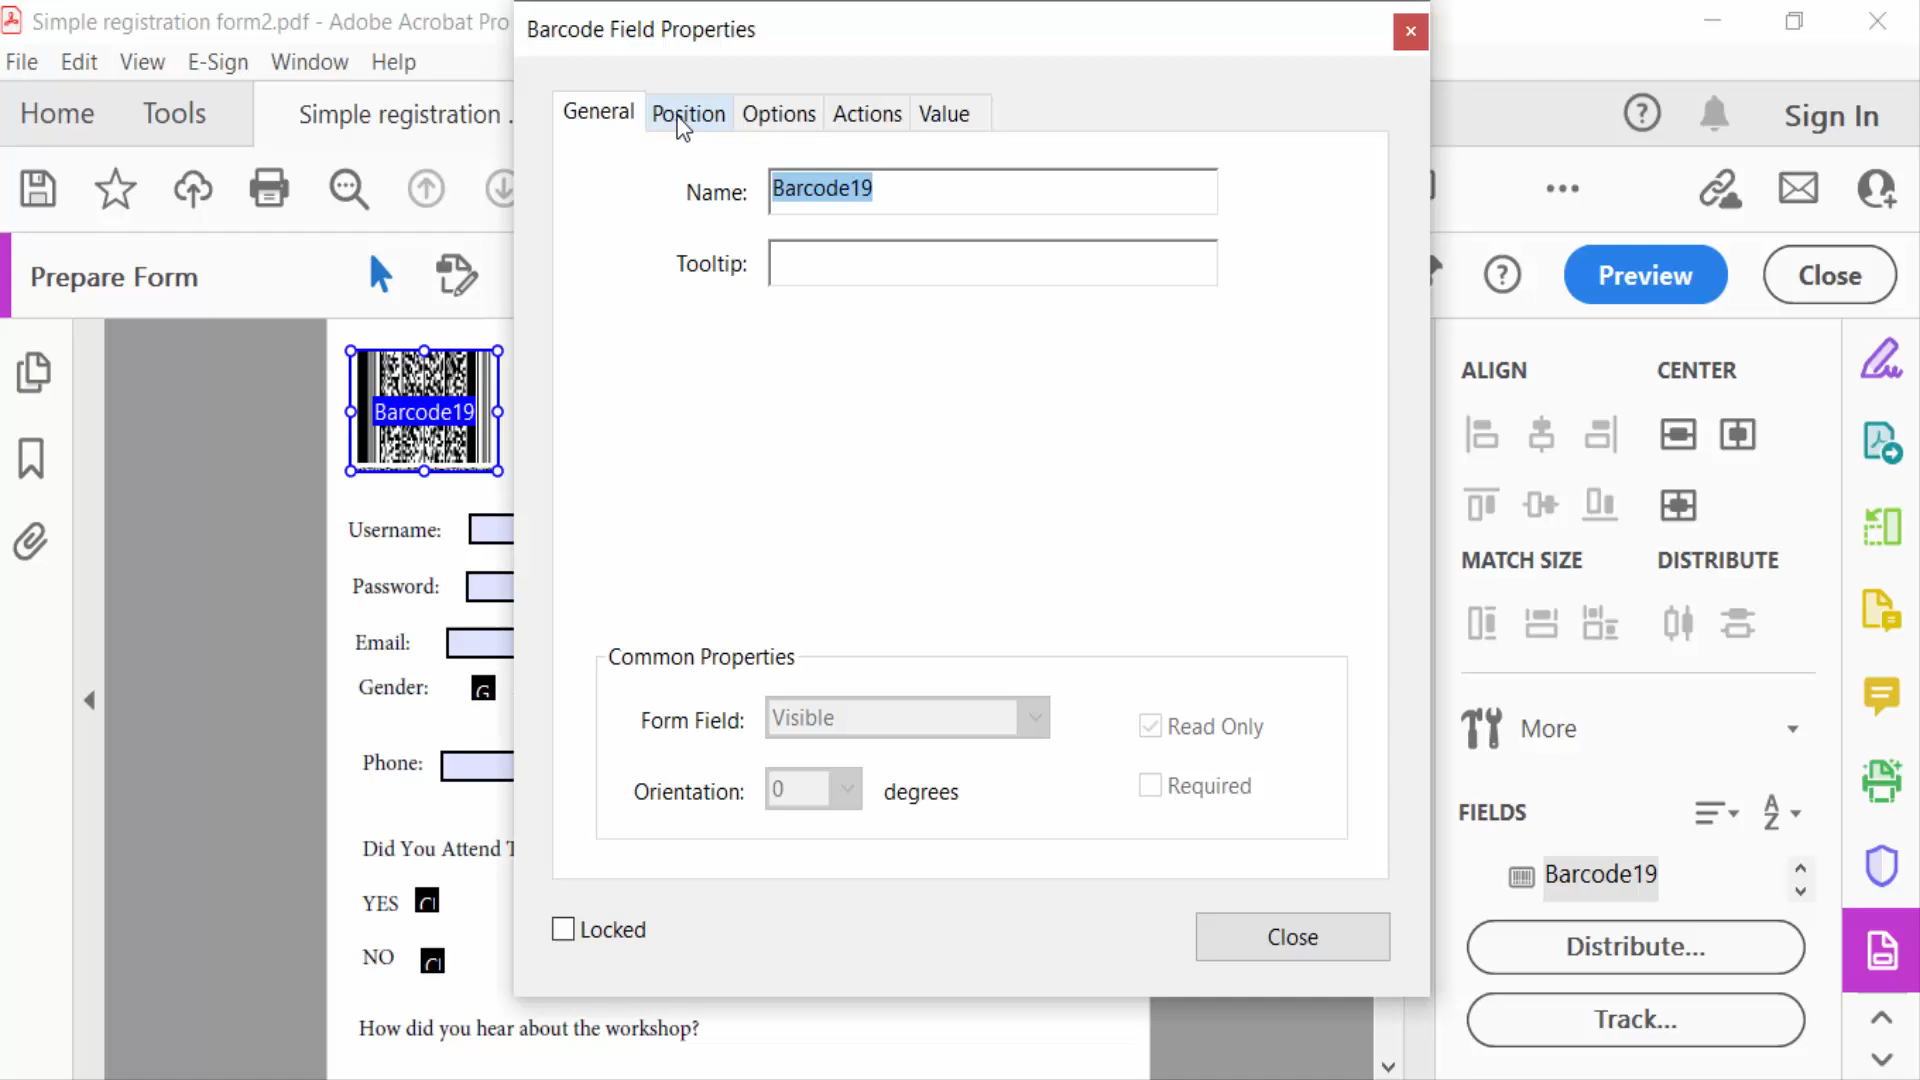 Simple registration form2.pdf - Adobe Acrobat Pro
File Edit View E-Sign Window Help
Home Tools Simple registration ...
Sign In
Prepare Form
Preview
Close
Barcode Field Properties
General Position Options Actions Value
Name: Barcode19
Tooltip:
Common Properties
Form Field: Visible
Read Only
Orientation: 0 degrees
Required
Locked
Close
Barcode19
Username:
Password:
Email:
Gender: G
Phone:
Did You Attend T
YES
NO
How did you hear about the workshop?
ALIGN CENTER
MATCH SIZE DISTRIBUTE
More
FIELDS
A
Z
Barcode19
Distribute...
Track...